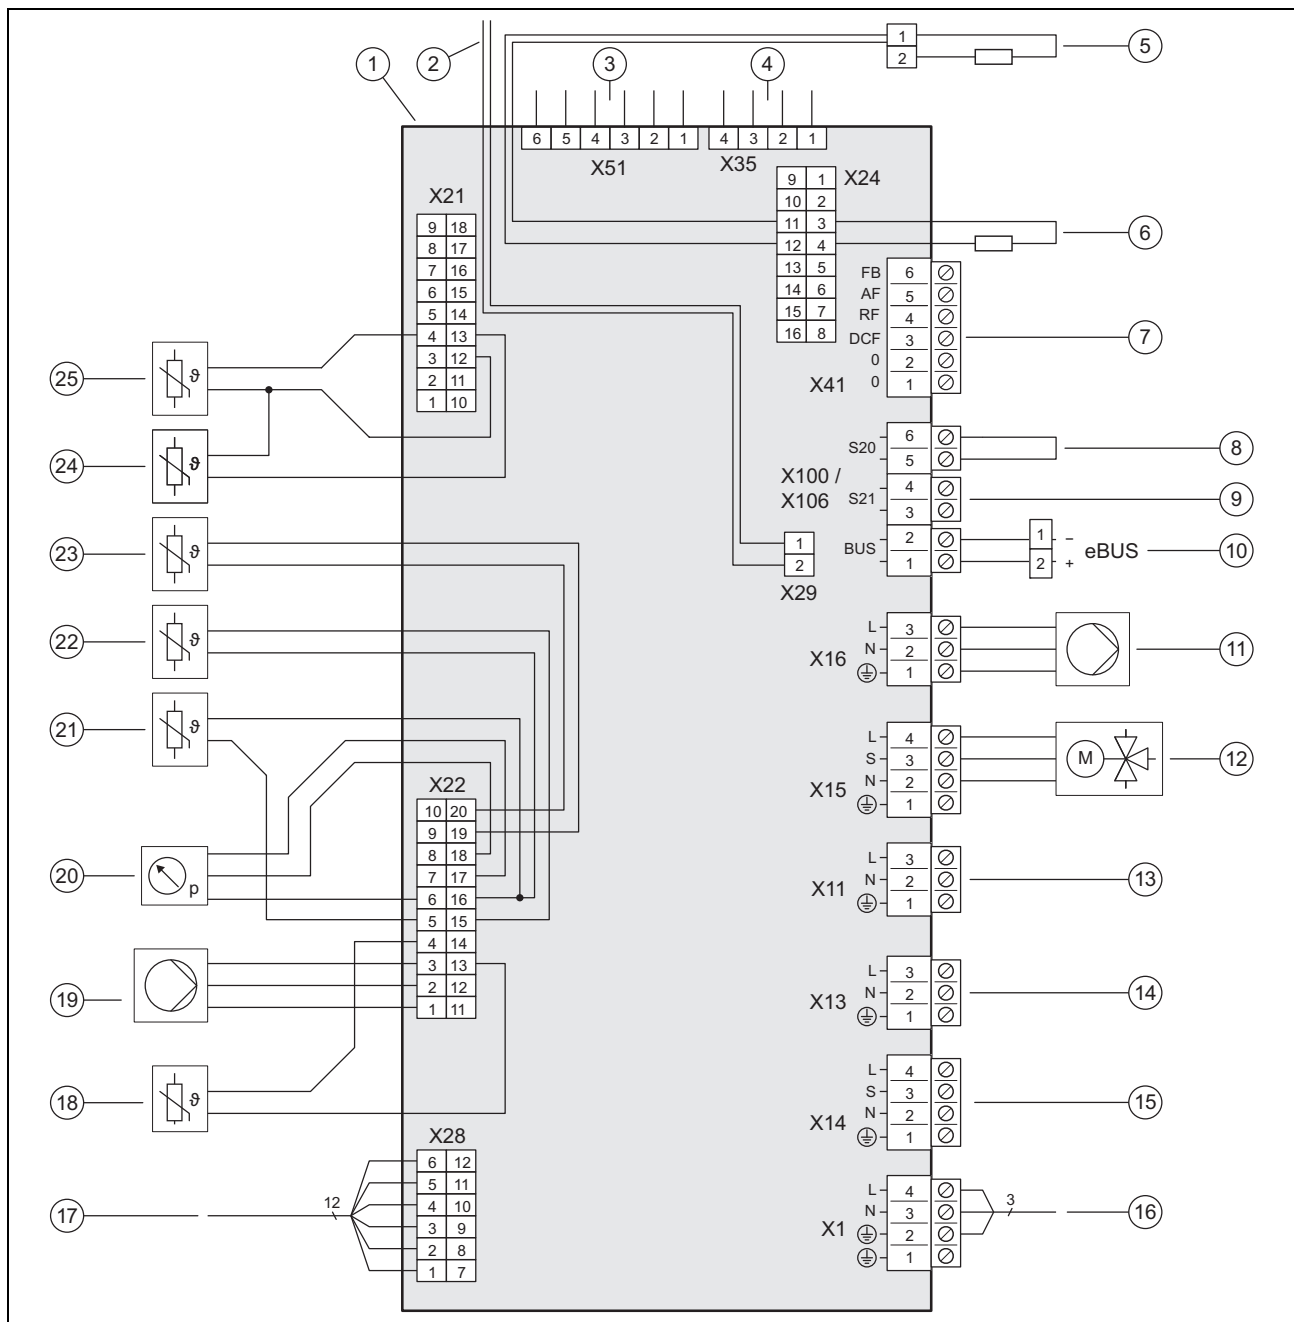 1
2
3
4
1
2
5
6 5 4 3 2 1
X51
4 3 2 1
X35
9 1
10 2
11 3
12 4
13 5
14 6
15 7
16 8
X24
6
X21
9 18
8 17
7 16
6 15
5 14
4 13
3 12
2 11
1 10
FB 6
AF 5
RF 4
DCF 3
0 2
0 1
X41
7
25 ϑ
24 ϑ
23 ϑ
22 ϑ
21 ϑ
X100 /
X106
S20
6
5
8
S21
4
3
9
BUS
2
1
1 –
2 +
eBUS
10
1
2
X29
L 3
N 2
1
X16
11
L 4
S 3
N 2
1
X15
M
12
X22
10 20
9 19
8 18
7 17
6 16
5 15
4 14
3 13
2 12
1 11
20 p
19
18 ϑ
L 3
N 2
1
X11
13
L 3
N 2
1
X13
14
L 4
S 3
N 2
1
X14
15
X28
6 12
5 11
4 10
3 9
2 8
1 7
17
12
L 4
N 3
2
1
X1
3
16